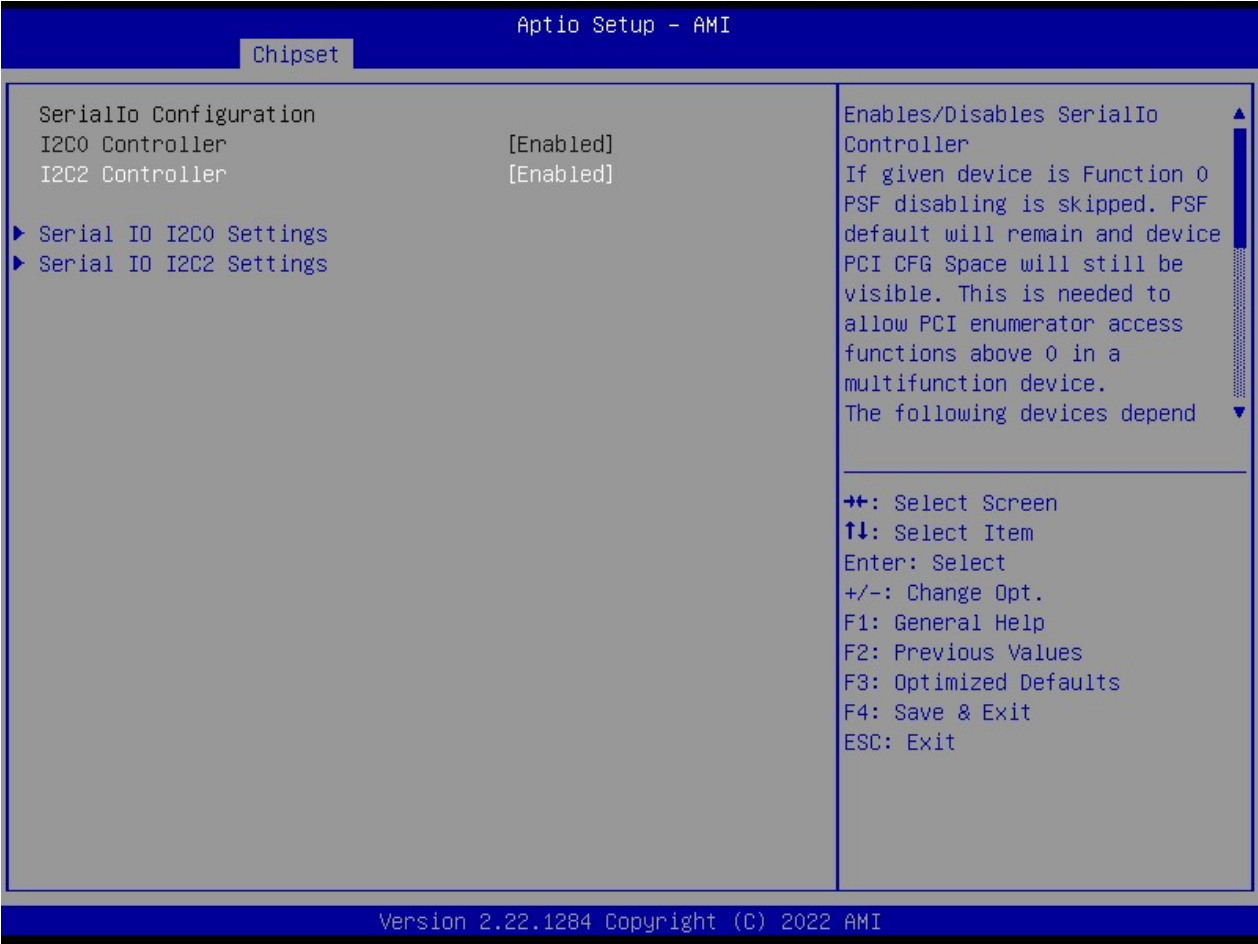 Aptio Setup – AMI
Chipset
SerialIo Configuration
I2C0 Controller [Enabled]
I2C2 Controller [Enabled]
Serial IO I2C0 Settings
Serial IO I2C2 Settings
Enables/Disables SerialIo
Controller
If given device is Function 0
PSF disabling is skipped. PSF
default will remain and device
PCI CFG Space will still be
visible. This is needed to
allow PCI enumerator access
functions above 0 in a
multifunction device.
The following devices depend
→←: Select Screen
↑↓: Select Item
Enter: Select
+/-: Change Opt.
F1: General Help
F2: Previous Values
F3: Optimized Defaults
F4: Save & Exit
ESC: Exit
Version 2.22.1284 Copyright (C) 2022 AMI